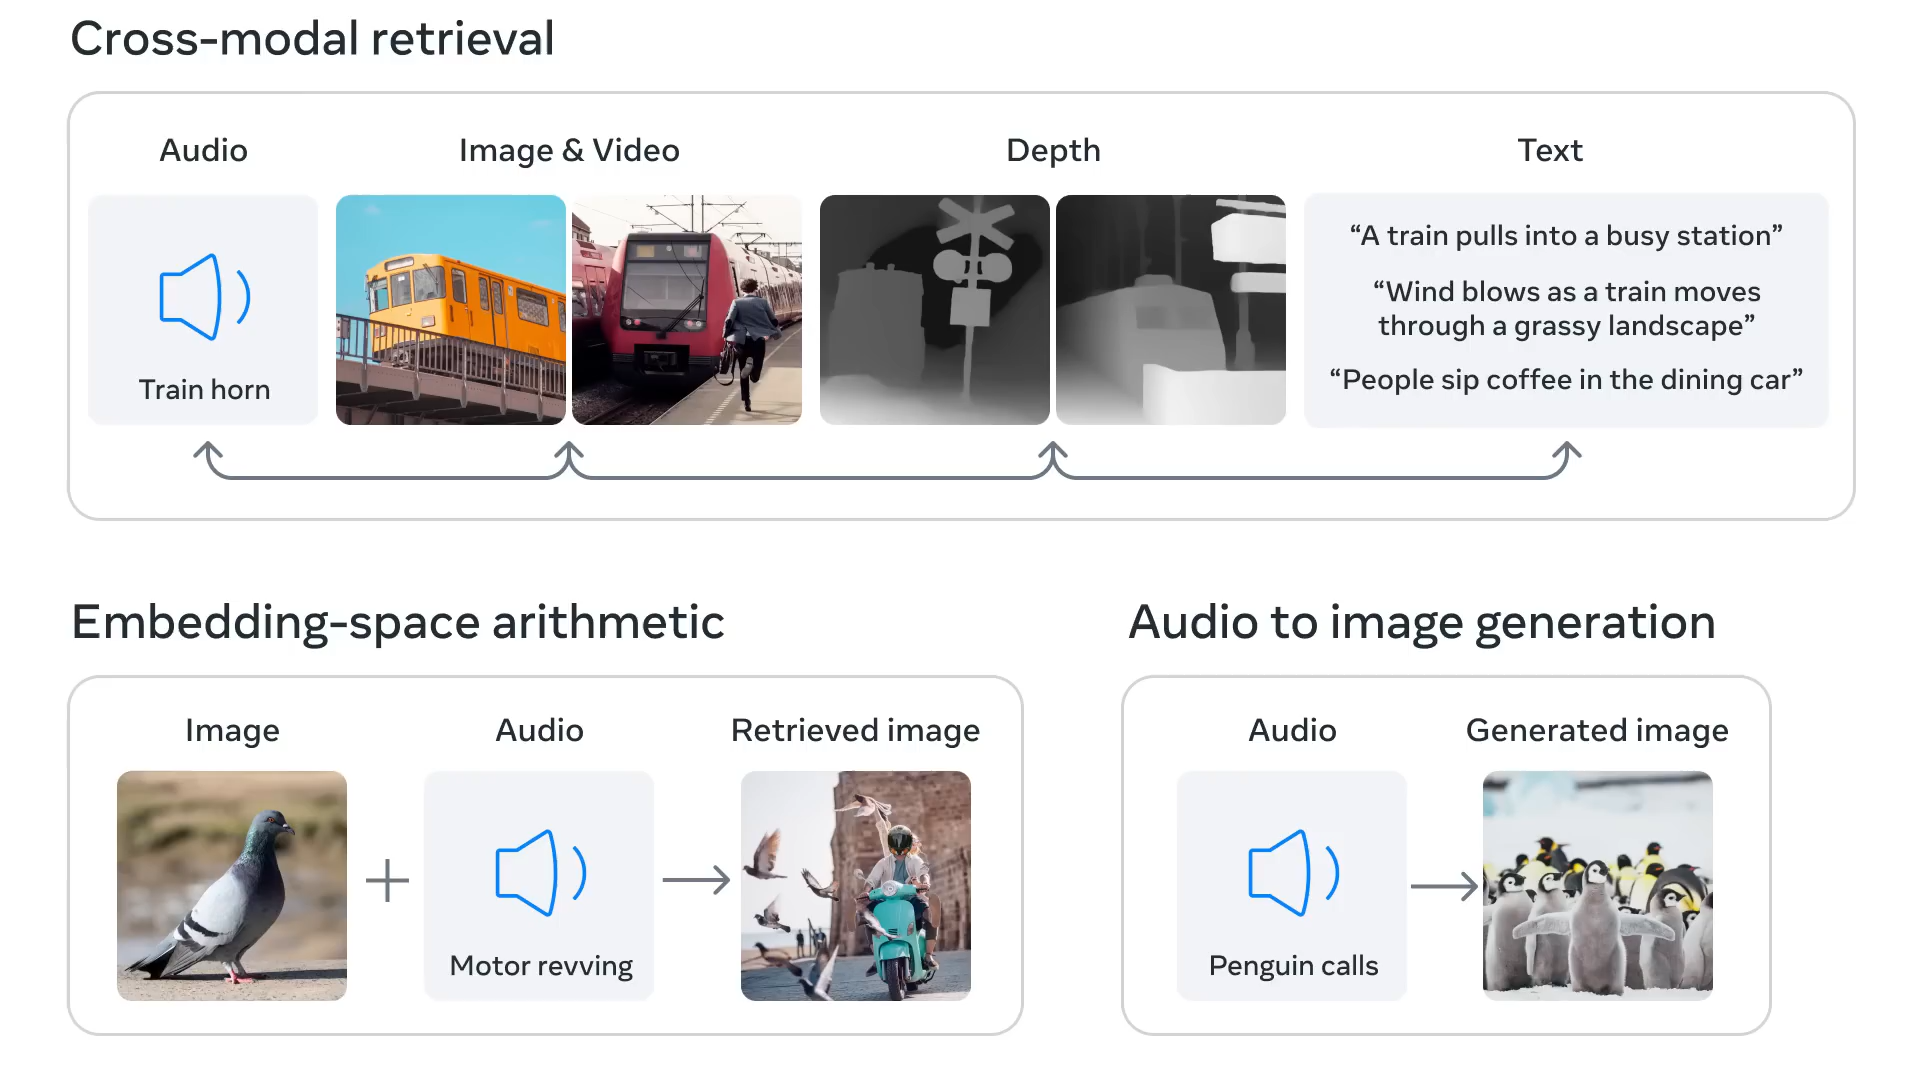 Cross-modal retrieval
Audio
Image & Video
Depth
Text
Train horn
“A train pulls into a busy station”
“Wind blows as a train moves
through a grassy landscape”
“People sip coffee in the dining car”
Embedding-space arithmetic
Image
Audio
Retrieved image
Motor revving
Audio to image generation
Audio
Generated image
Penguin calls